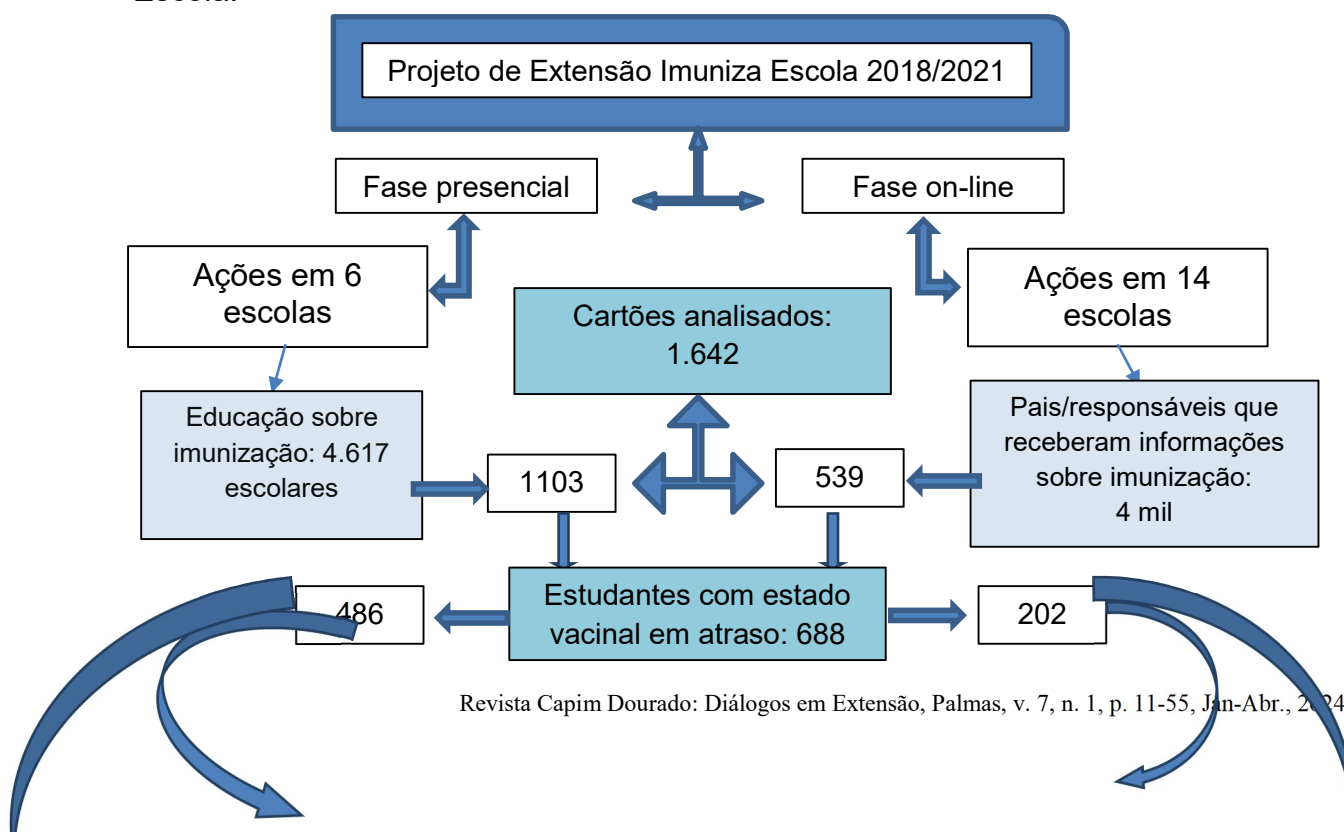 Projeto de Extensão Imuniza Escola 2018/2021
Fase presencial
Fase on-line
Ações em 6
escolas
Ações em 14
escolas
Cartões analisados:
1.642
Educação sobre
imunização: 4.617
escolares
Pais/responsáveis que
receberam informações
sobre imunização:
4 mil
1103
539
Estudantes com estado
vacinal em atraso: 688
486
202
Revista Capim Dourado: Diálogos em Extensão, Palmas, v. 7, n. 1, p. 11-55, Jan-Abr., 2024